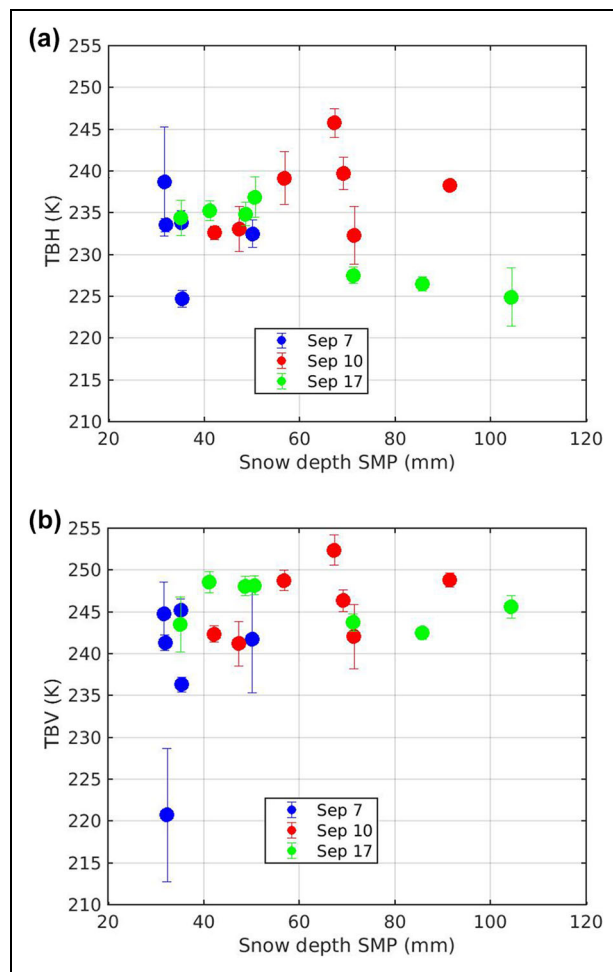 (a)
255
250
245
240
235
230
225
220
215
210
TBH (K)
Sep 7
Sep 10
Sep 17
20 40 60 80 100 120
Snow depth SMP (mm)
(b)
255
250
245
240
235
230
225
220
215
210
TBV (K)
Sep 7
Sep 10
Sep 17
20 40 60 80 100 120
Snow depth SMP (mm)